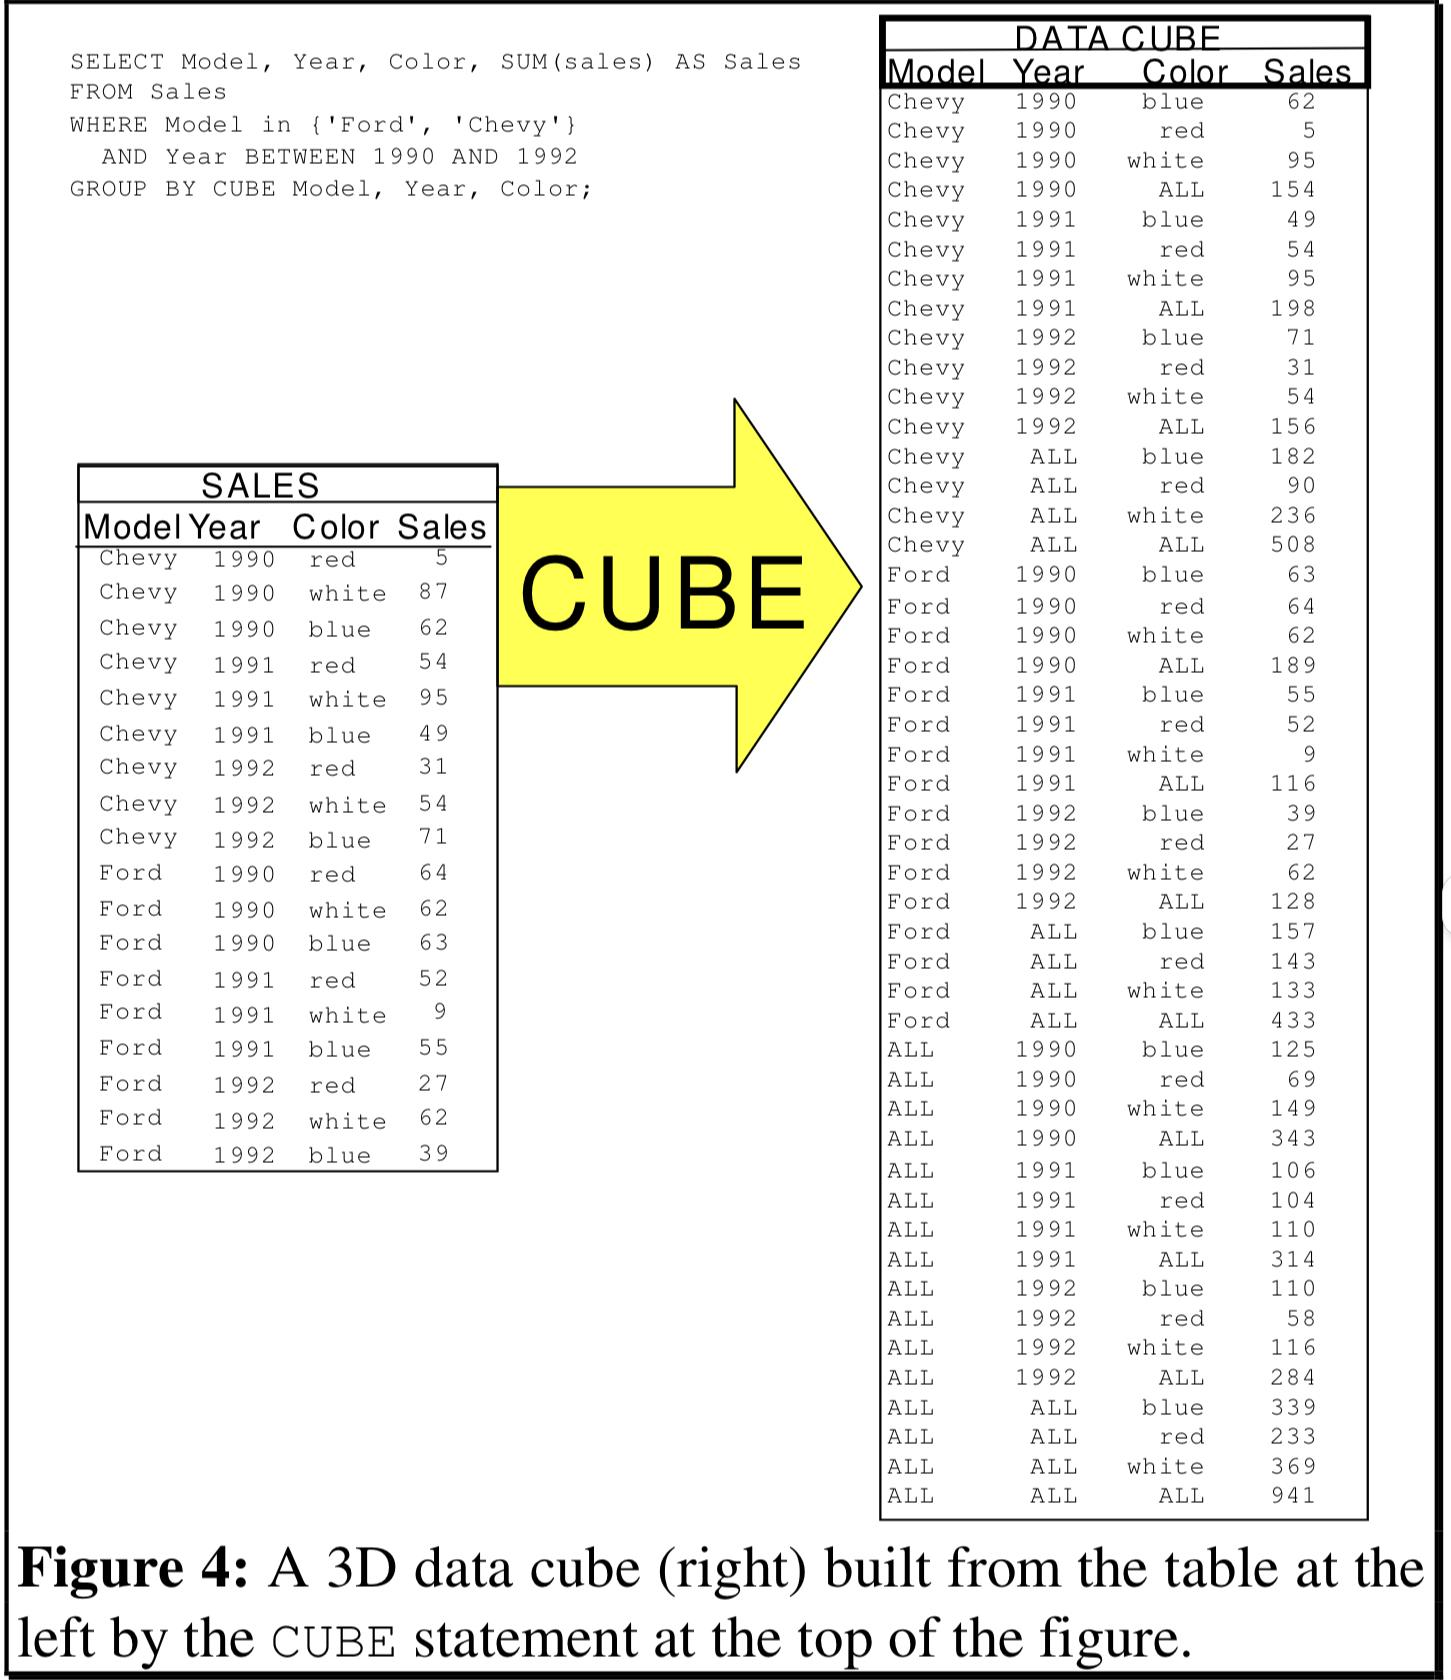 SELECT Model, Year, Color, SUM(sales) AS Sales
FROM Sales
WHERE Model in {'Ford', 'Chevy'}
AND Year BETWEEN 1990 AND 1992
GROUP BY CUBE Model, Year, Color;
SALES
Model Year Color Sales
Chevy 1990 red 5
Chevy 1990 white 87
Chevy 1990 blue 62
Chevy 1991 red 54
Chevy 1991 white 95
Chevy 1991 blue 49
Chevy 1992 red 31
Chevy 1992 white 54
Chevy 1992 blue 71
Ford 1990 red 64
Ford 1990 white 62
Ford 1990 blue 63
Ford 1991 red 52
Ford 1991 white 9
Ford 1991 blue 55
Ford 1992 red 27
Ford 1992 white 62
Ford 1992 blue 39
CUBE
DATA CUBE
Model Year Color Sales
Chevy 1990 blue 62
Chevy 1990 red 5
Chevy 1990 white 95
Chevy 1990 ALL 154
Chevy 1991 blue 49
Chevy 1991 red 54
Chevy 1991 white 95
Chevy 1991 ALL 198
Chevy 1992 blue 71
Chevy 1992 red 31
Chevy 1992 white 54
Chevy 1992 ALL 156
Chevy ALL blue 182
Chevy ALL red 90
Chevy ALL white 236
Chevy ALL ALL 508
Ford 1990 blue 63
Ford 1990 red 64
Ford 1990 white 62
Ford 1990 ALL 189
Ford 1991 blue 55
Ford 1991 red 52
Ford 1991 white 9
Ford 1991 ALL 116
Ford 1992 blue 39
Ford 1992 red 27
Ford 1992 white 62
Ford 1992 ALL 128
Ford ALL blue 157
Ford ALL red 143
Ford ALL white 133
Ford ALL ALL 433
ALL 1990 blue 125
ALL 1990 red 69
ALL 1990 white 149
ALL 1990 ALL 343
ALL 1991 blue 106
ALL 1991 red 104
ALL 1991 white 110
ALL 1991 ALL 314
ALL 1992 blue 110
ALL 1992 red 58
ALL 1992 white 116
ALL 1992 ALL 284
ALL ALL blue 339
ALL ALL red 233
ALL ALL white 369
ALL ALL ALL 941
Figure 4: A 3D data cube (right) built from the table at the
left by the CUBE statement at the top of the figure.